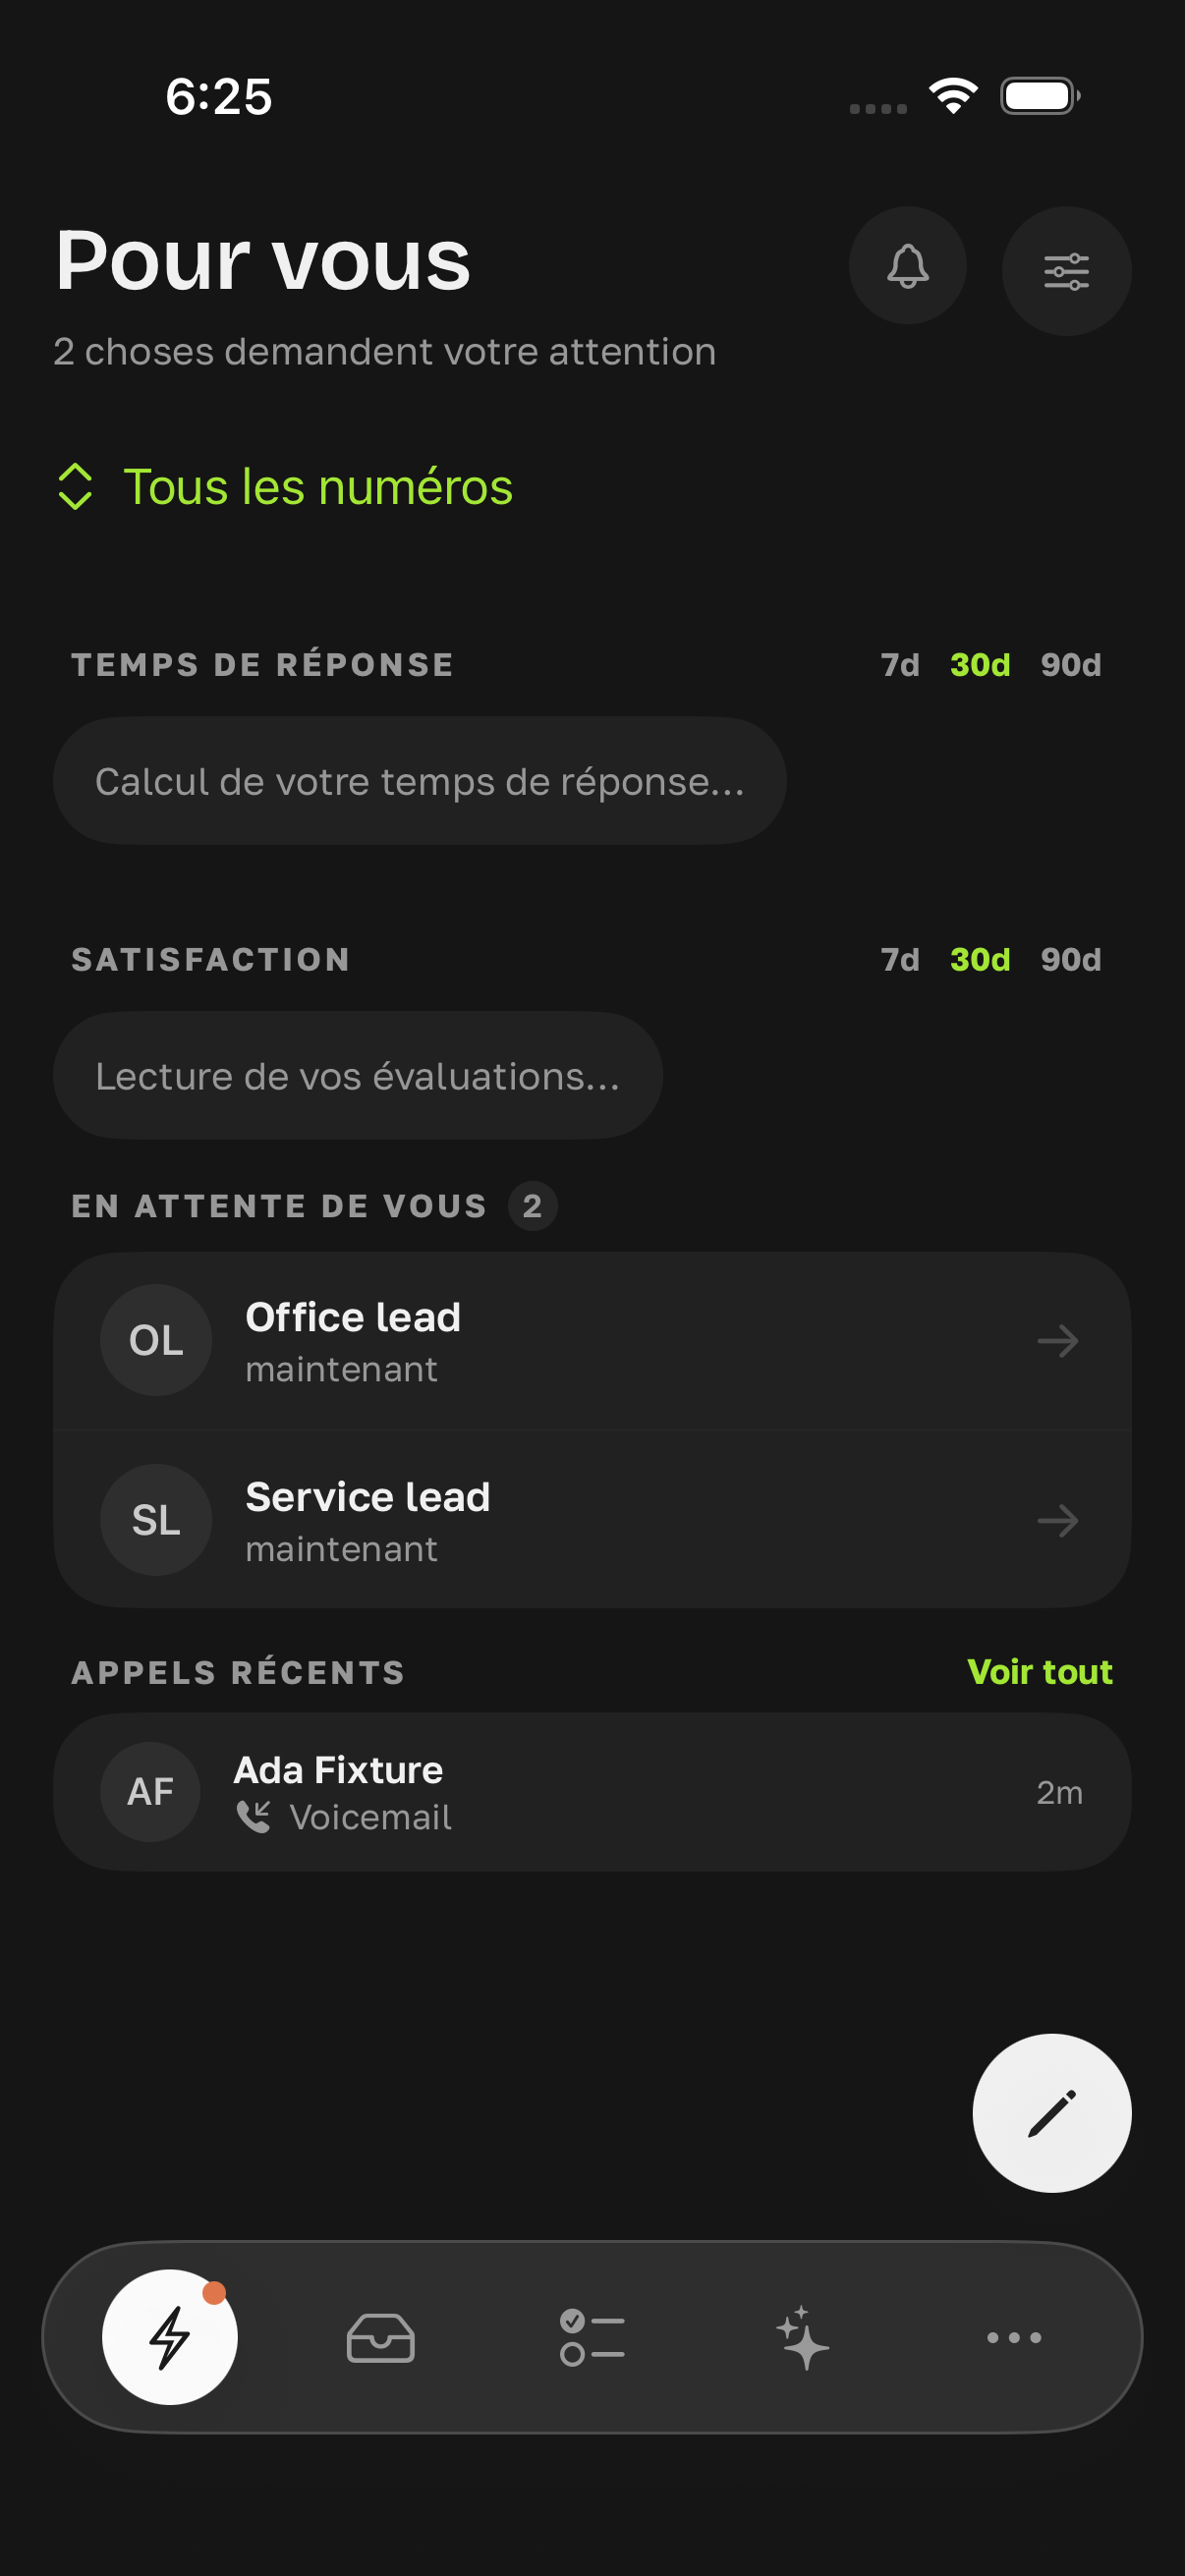 6:25
Pour vous
2 choses demandent votre attention
Tous les numéros
TEMPS DE RÉPONSE 7d 30d 90d
Calcul de votre temps de réponse...
SATISFACTION 7d 30d 90d
Lecture de vos évaluations...
EN ATTENTE DE VOUS 2
OL Office lead
maintenant
SL Service lead
maintenant
APPELS RÉCENTS Voir tout
AF Ada Fixture
Voicemail 2m